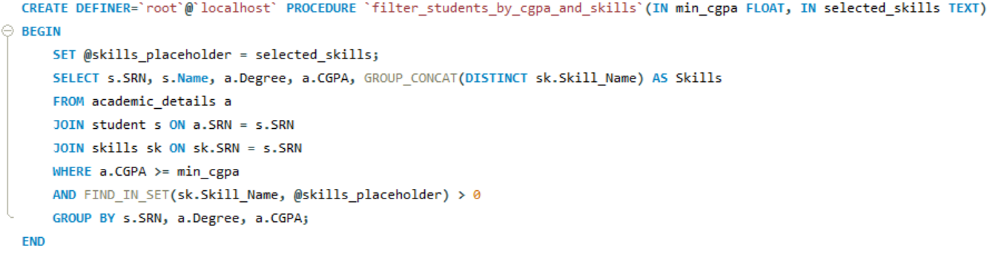 CREATE DEFINER=`root`@`localhost` PROCEDURE `filter_students_by_cgpa_and_skills`(IN min_cgpa FLOAT, IN selected_skills TEXT)
BEGIN
    SET @skills_placeholder = selected_skills;
    SELECT s.SRN, s.Name, a.Degree, a.CGPA, GROUP_CONCAT(DISTINCT sk.Skill_Name) AS Skills
    FROM academic_details a
    JOIN student s ON a.SRN = s.SRN
    JOIN skills sk ON sk.SRN = s.SRN
    WHERE a.CGPA >= min_cgpa
    AND FIND_IN_SET(sk.Skill_Name, @skills_placeholder) > 0
    GROUP BY s.SRN, a.Degree, a.CGPA;
END